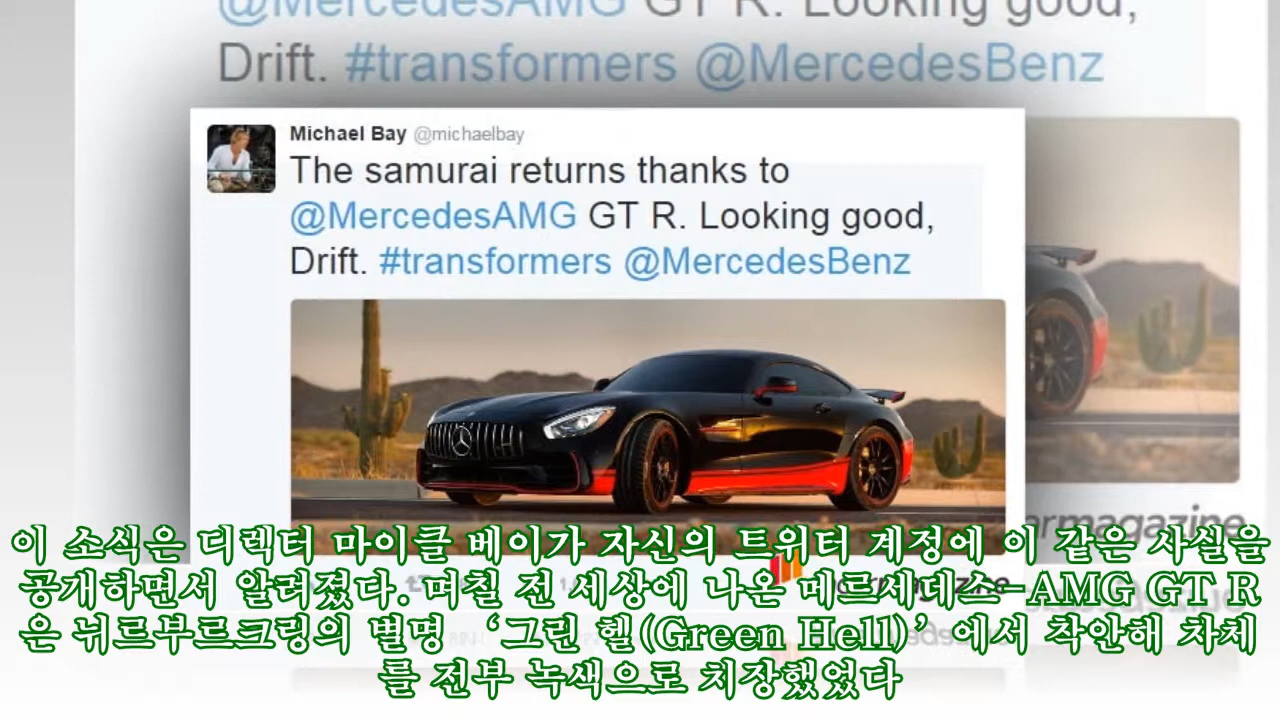 @MercedesAMG GT R. Looking good,
Drift. #transformers @MercedesBenz
Michael Bay @michaelbay
The samurai returns thanks to
@MercedesAMG GT R. Looking good,
Drift. #transformers @MercedesBenz
이 소식은 디렉터 마이클 베이가 자신의 트위터 계정에 이 같은 사실을
공개하면서 알려졌다. 며칠 전 세상에 나온 메르세데스-AMG GT R
은 뉘르부르크링의 별명 ‘그린 헬(Green Hell)’에서 착안해 차체
를 전부 녹색으로 치장했었다